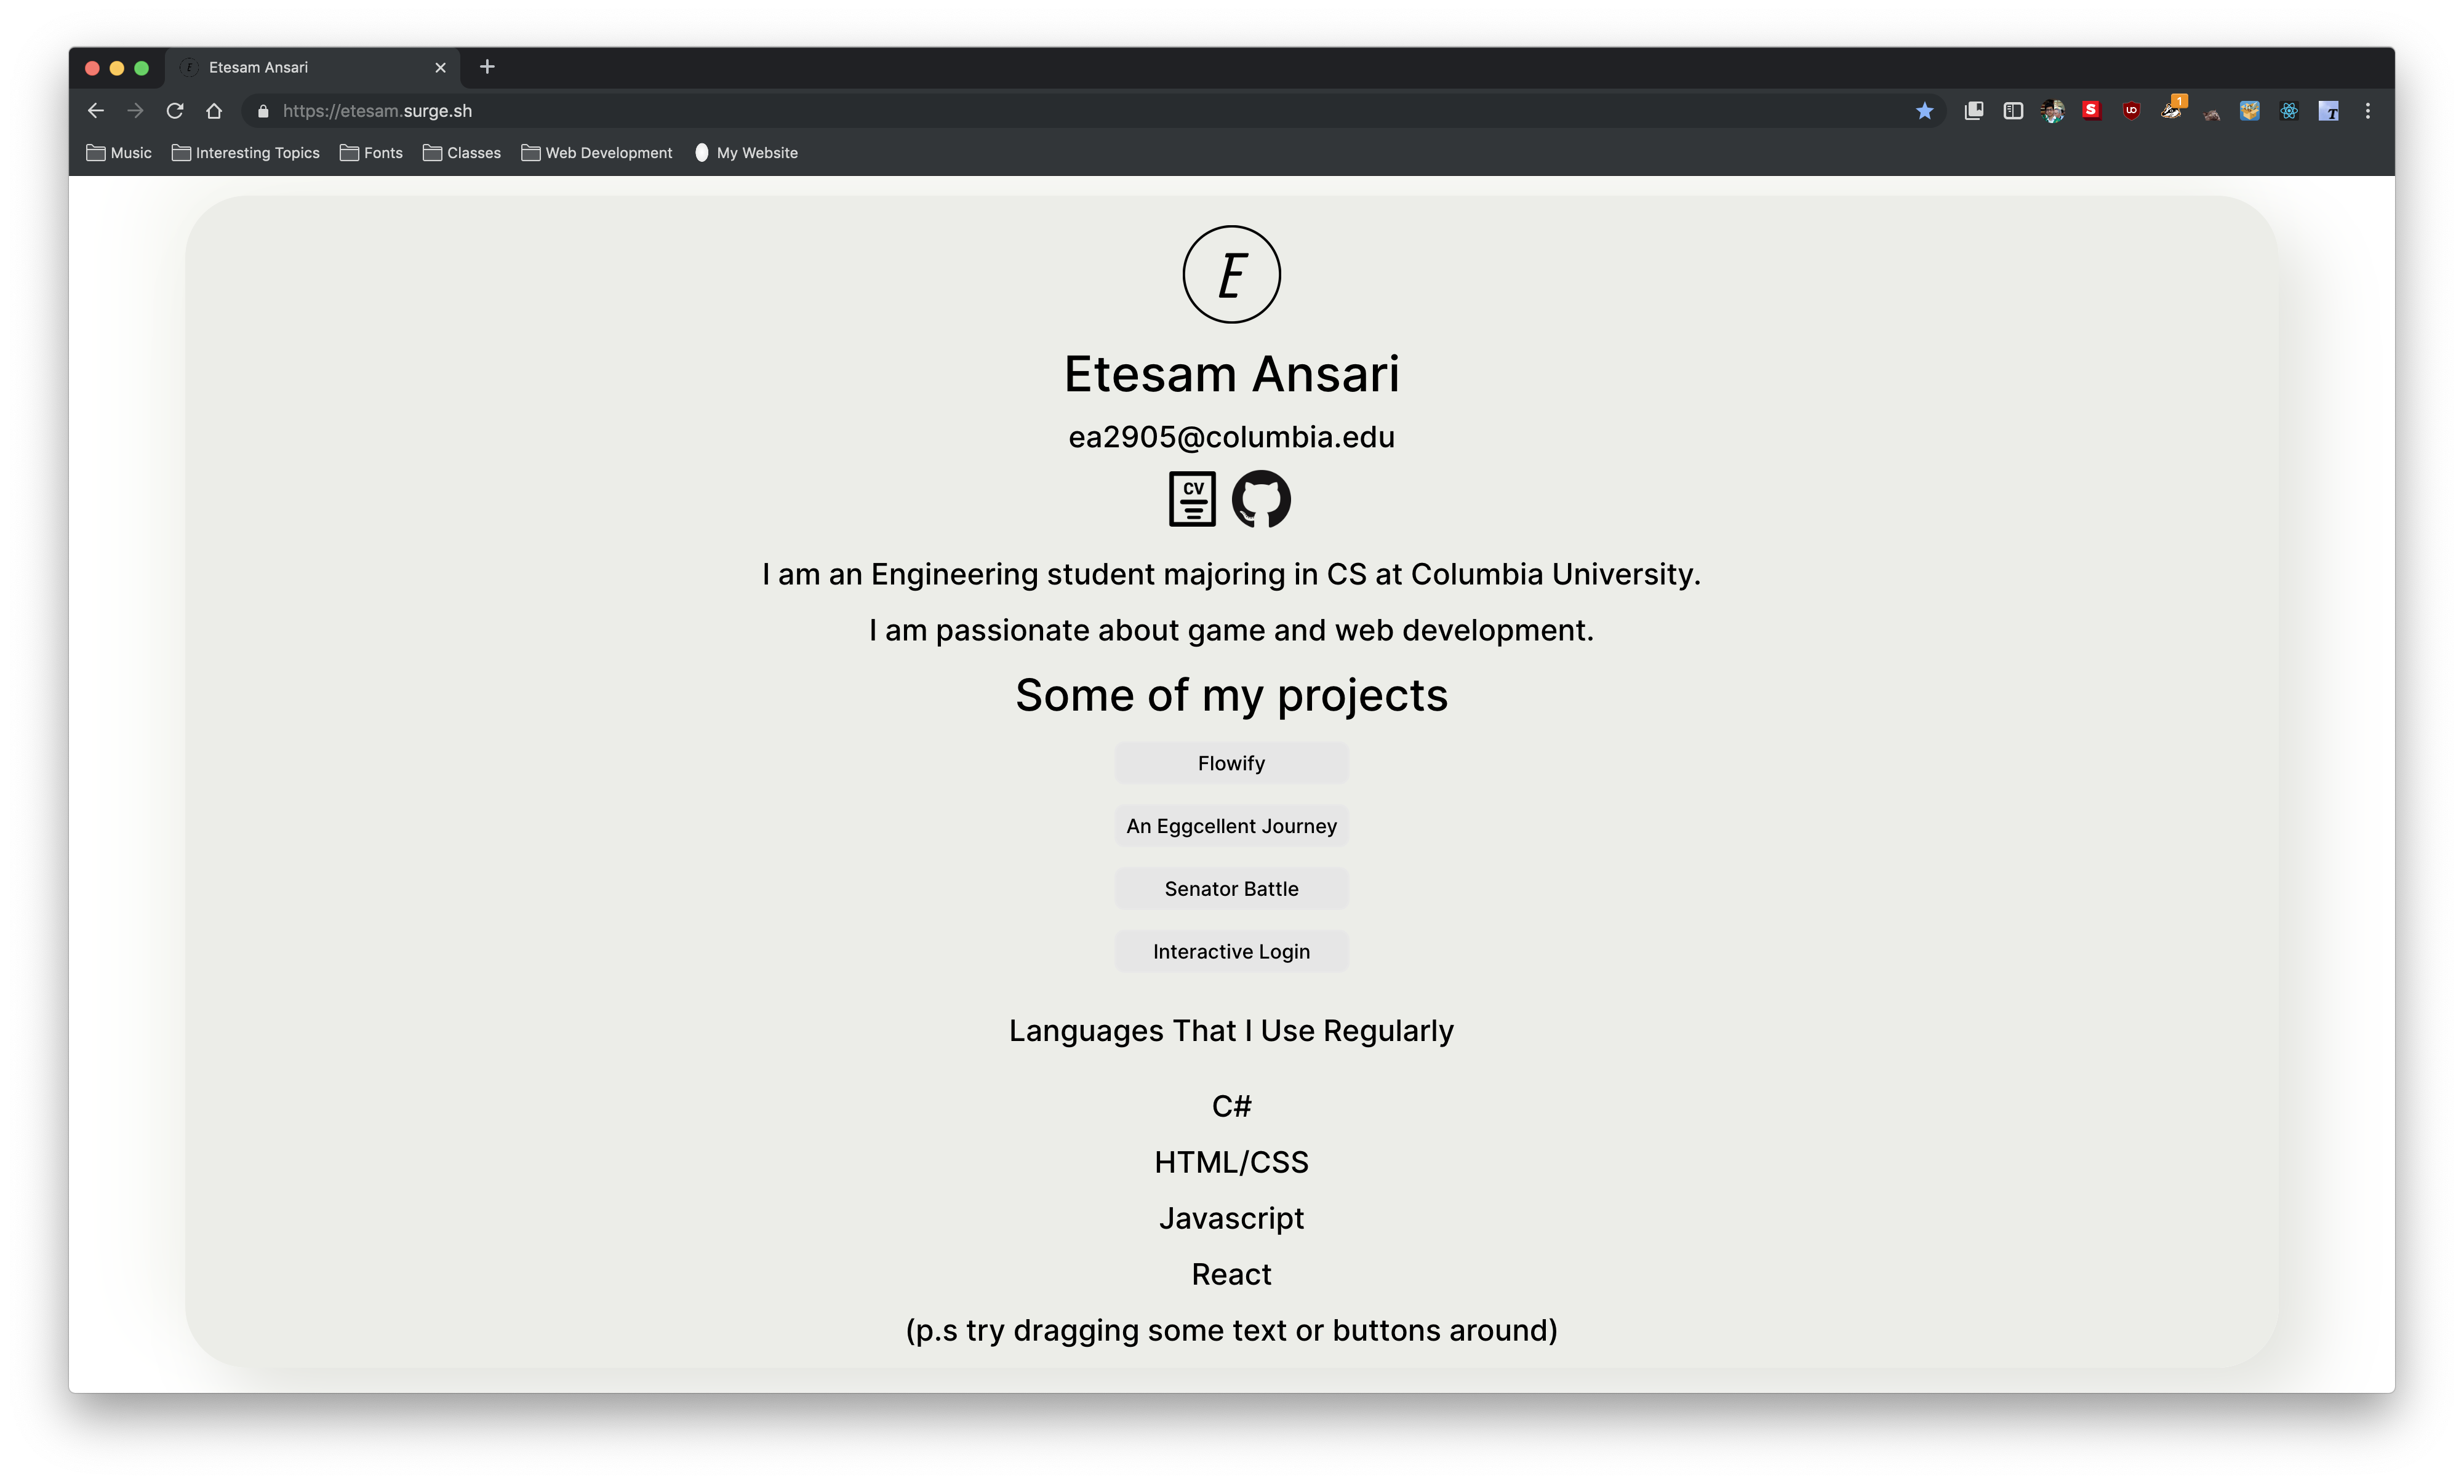 Etesam Ansari
https://etesam.surge.sh
1
Music Interesting Topics Fonts Classes Web Development My Website
E
Etesam Ansari
ea2905@columbia.edu
CV
I am an Engineering student majoring in CS at Columbia University.
I am passionate about game and web development.
Some of my projects
Flowify
An Eggcellent Journey
Senator Battle
Interactive Login
Languages That I Use Regularly
C#
HTML/CSS
Javascript
React
(p.s try dragging some text or buttons around)